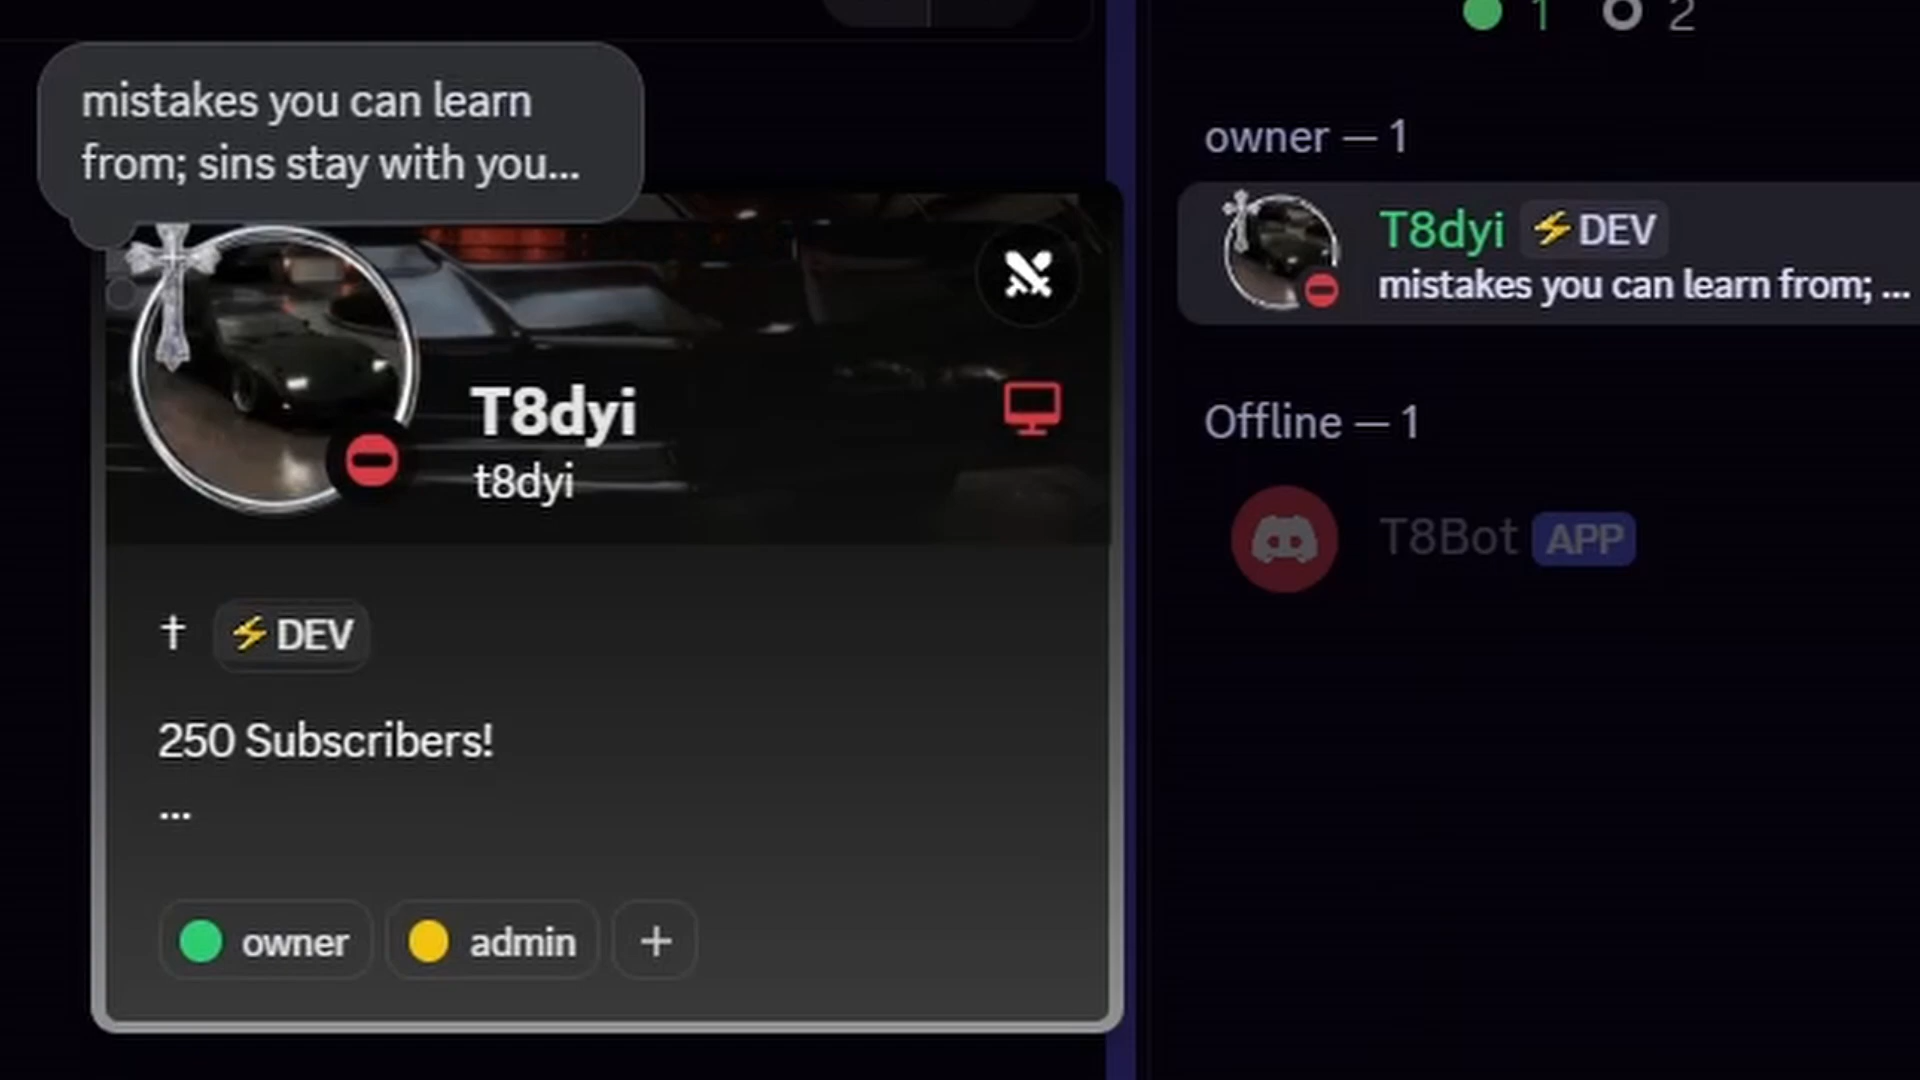 mistakes you can learn
from; sins stay with you...
T8dyi
t8dyi
† ⚡ DEV
250 Subscribers!
...
owner admin +
1 2
owner — 1
T8dyi ⚡ DEV
mistakes you can learn from; ...
Offline — 1
T8Bot APP